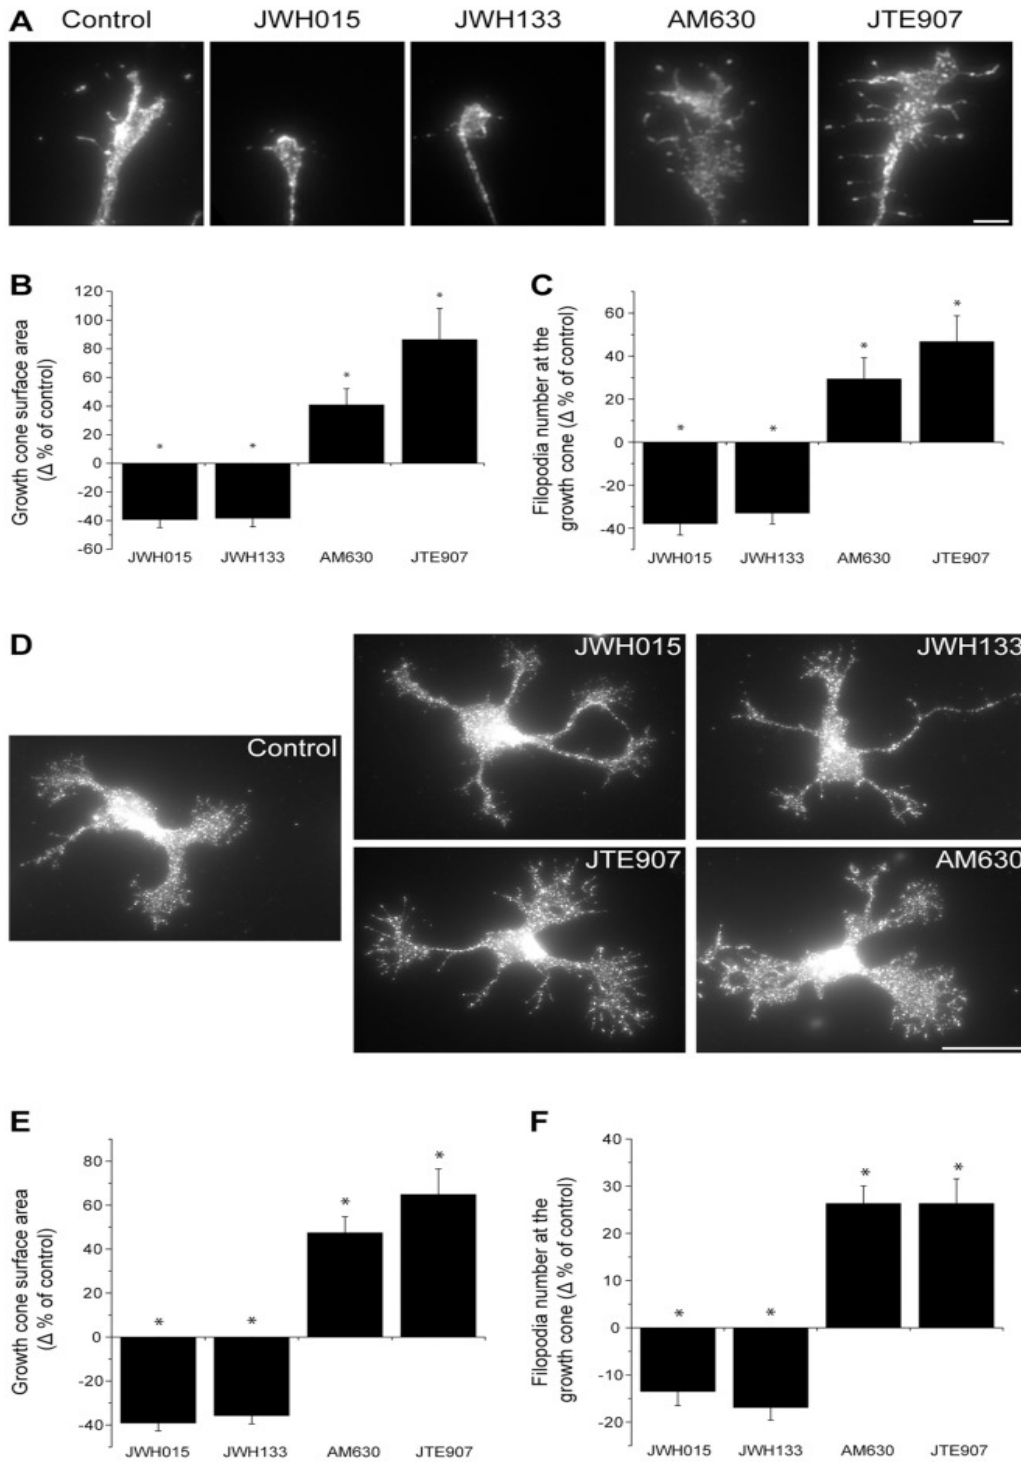 A
Control
JWH015
JWH133
AM630
JTE907
B
Growth cone surface area
(Δ % of control)
120
100
80
60
40
20
0
-20
-40
-60
*
*
*
*
JWH015
JWH133
AM630
JTE907
C
Filopodia number at the
growth cone (Δ % of control)
60
40
20
0
-20
-40
*
*
*
*
JWH015
JWH133
AM630
JTE907
D
Control
JWH015
JWH133
JTE907
AM630
E
Growth cone surface area
(Δ % of control)
80
60
40
20
0
-20
-40
*
*
*
*
JWH015
JWH133
AM630
JTE907
F
Filopodia number at the
growth cone (Δ % of control)
40
30
20
10
0
-10
-20
*
*
*
*
JWH015
JWH133
AM630
JTE907